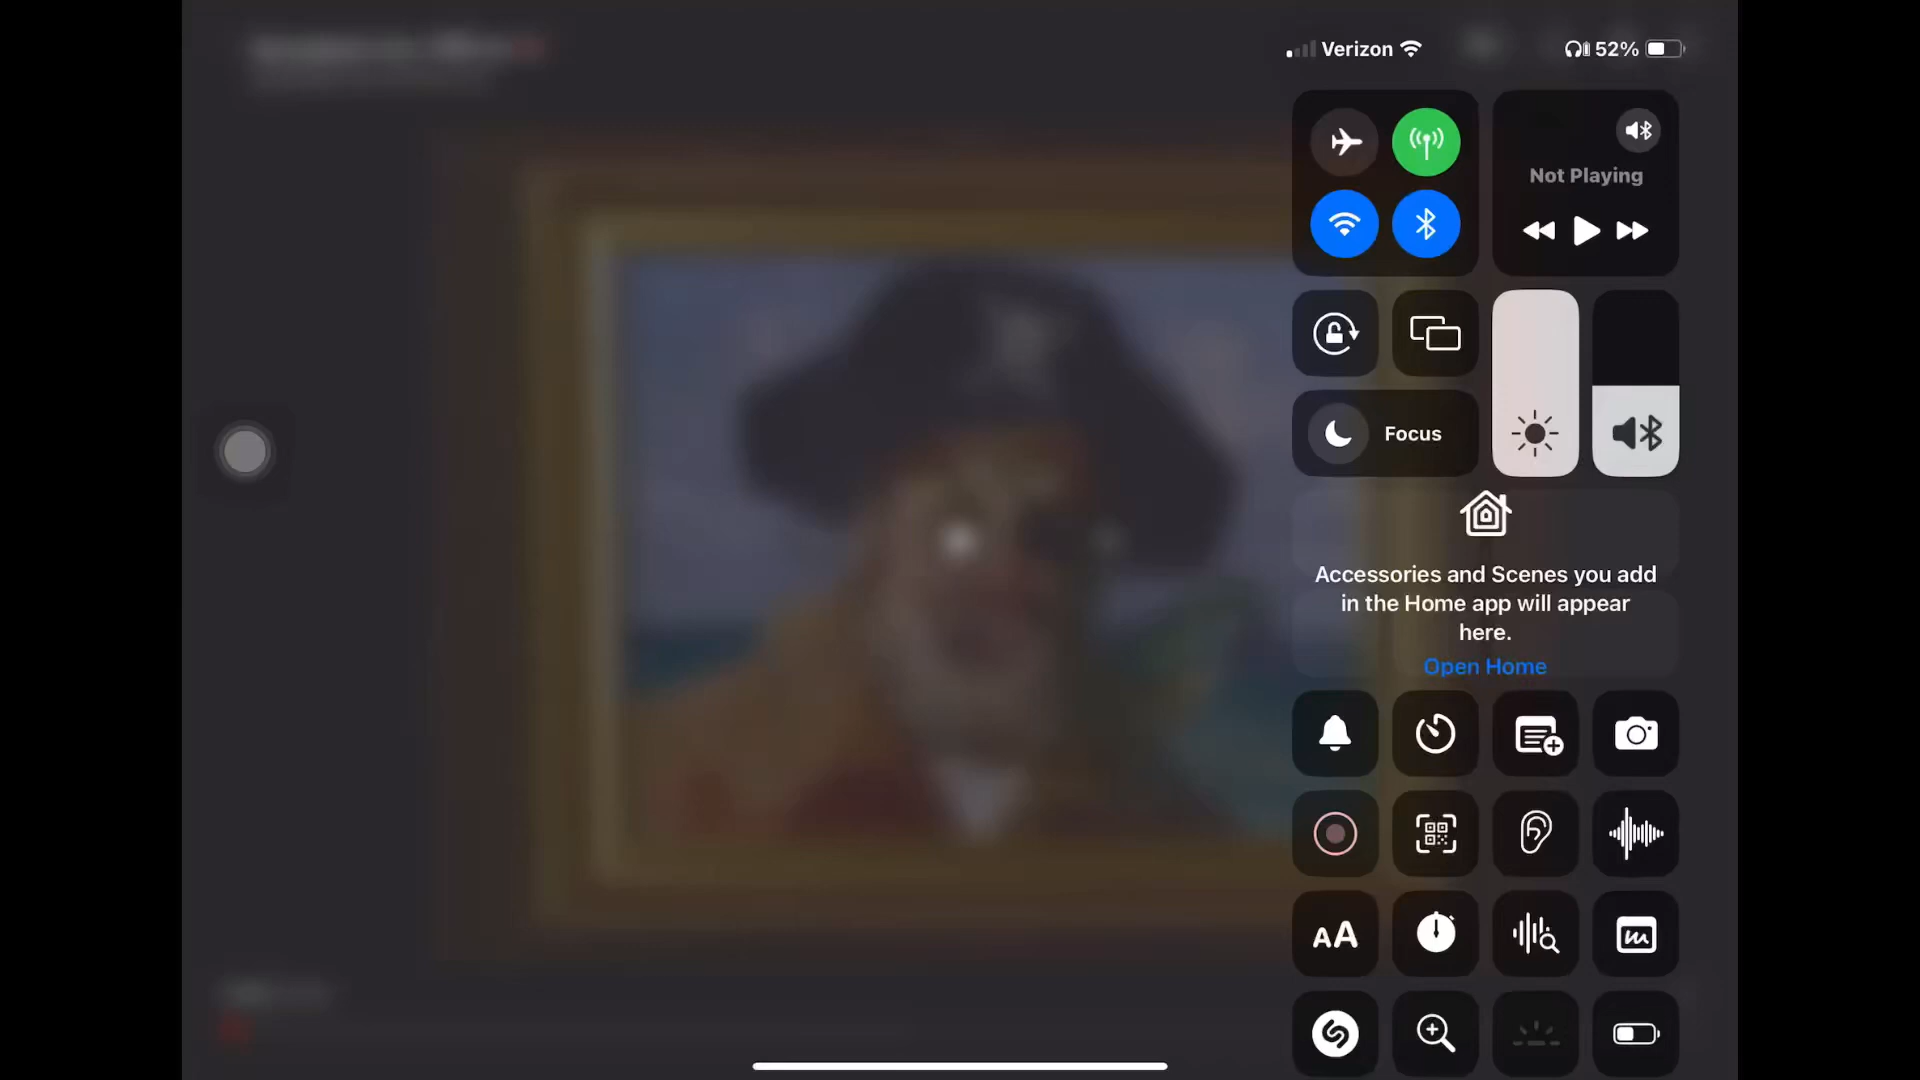 Verizon
52%
Not Playing
Focus
Accessories and Scenes you add
in the Home app will appear
here.
Open Home
AA